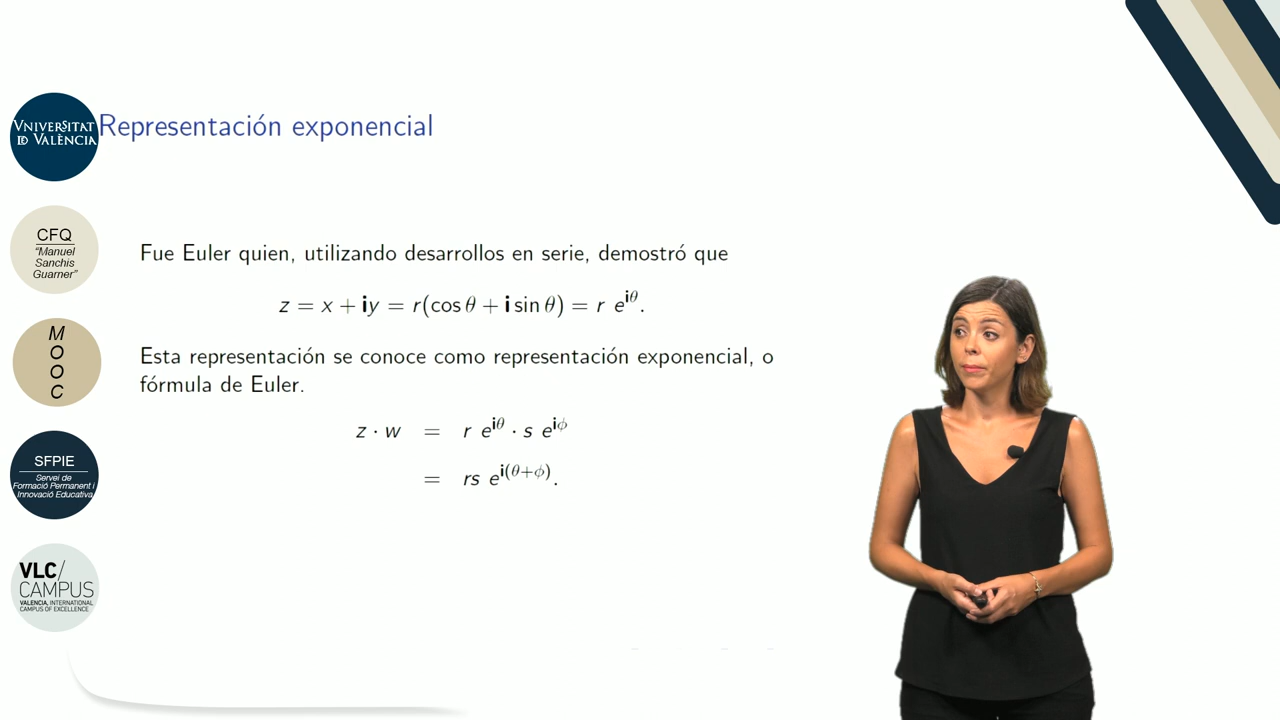 VNIVERSITAT
ID VALÈNCIA
Representación exponencial
CFQ
“Manuel
Sanchis
Guarner”
M
O
O
C
SFPIE
Servei de
Formació Permanent i
Innovació Educativa
VLC/
CAMPUS
VALENCIA, INTERNATIONAL
CAMPUS OF EXCELLENCE
Fue Euler quien, utilizando desarrollos en serie, demostró que
z = x + iy = r(cos θ + i sin θ) = r e^{iθ}.
Esta representación se conoce como representación exponencial, o
fórmula de Euler.
z · w = r e^{iθ} · s e^{iϕ}
= rs e^{i(θ+ϕ)}.